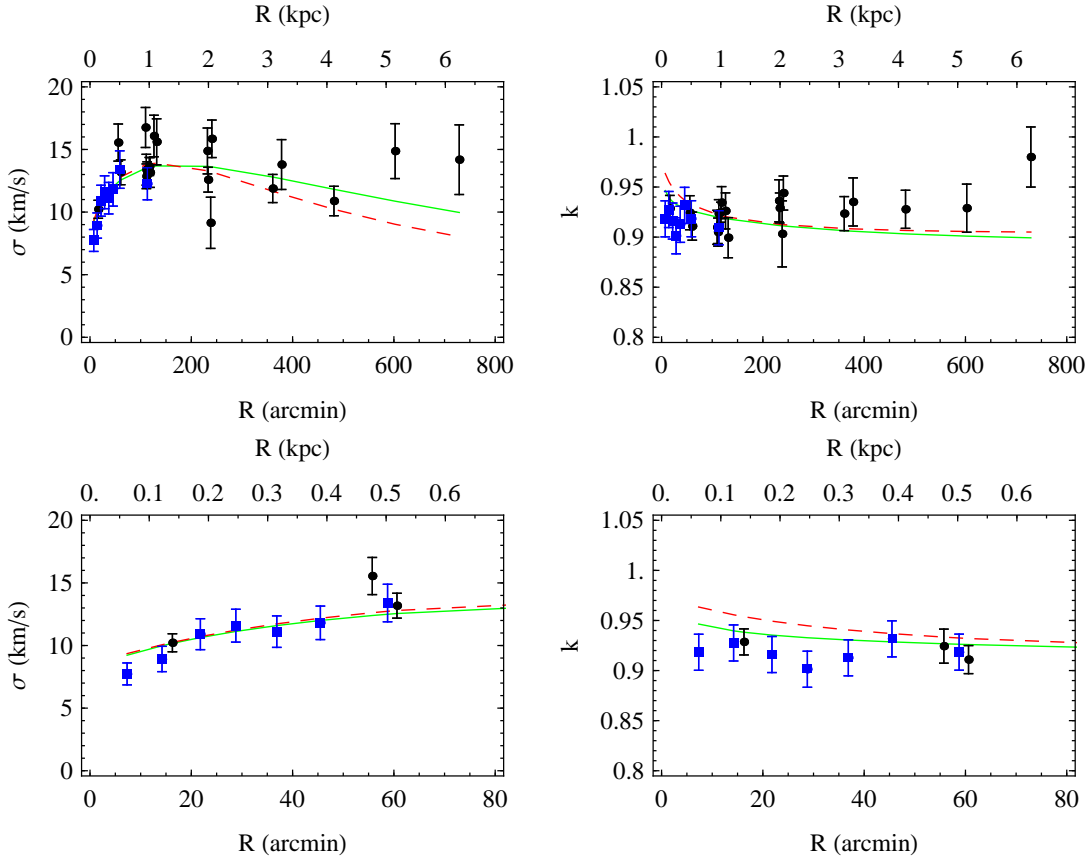 R (kpc)
0 1 2 3 4 5 6
20
15
10
5
0
σ (km/s)
0 200 400 600 800
R (arcmin)
R (kpc)
0 1 2 3 4 5 6
1.05
1.
0.95
0.9
0.85
0.8
k
0 200 400 600 800
R (arcmin)
R (kpc)
0. 0.1 0.2 0.3 0.4 0.5 0.6
20
15
10
5
0
σ (km/s)
0 20 40 60 80
R (arcmin)
R (kpc)
0. 0.1 0.2 0.3 0.4 0.5 0.6
1.05
1.
0.95
0.9
0.85
0.8
k
0 20 40 60 80
R (arcmin)